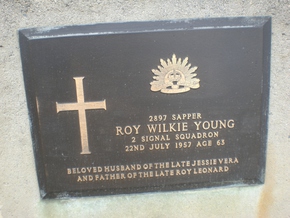 2897 SAPPER
ROY WILKIE YOUNG
2 SIGNAL SQUADRON
22ND JULY 1957 AGE 63
BELOVED HUSBAND OF THE LATE JESSIE VERA
AND FATHER OF THE LATE ROY LEONARD